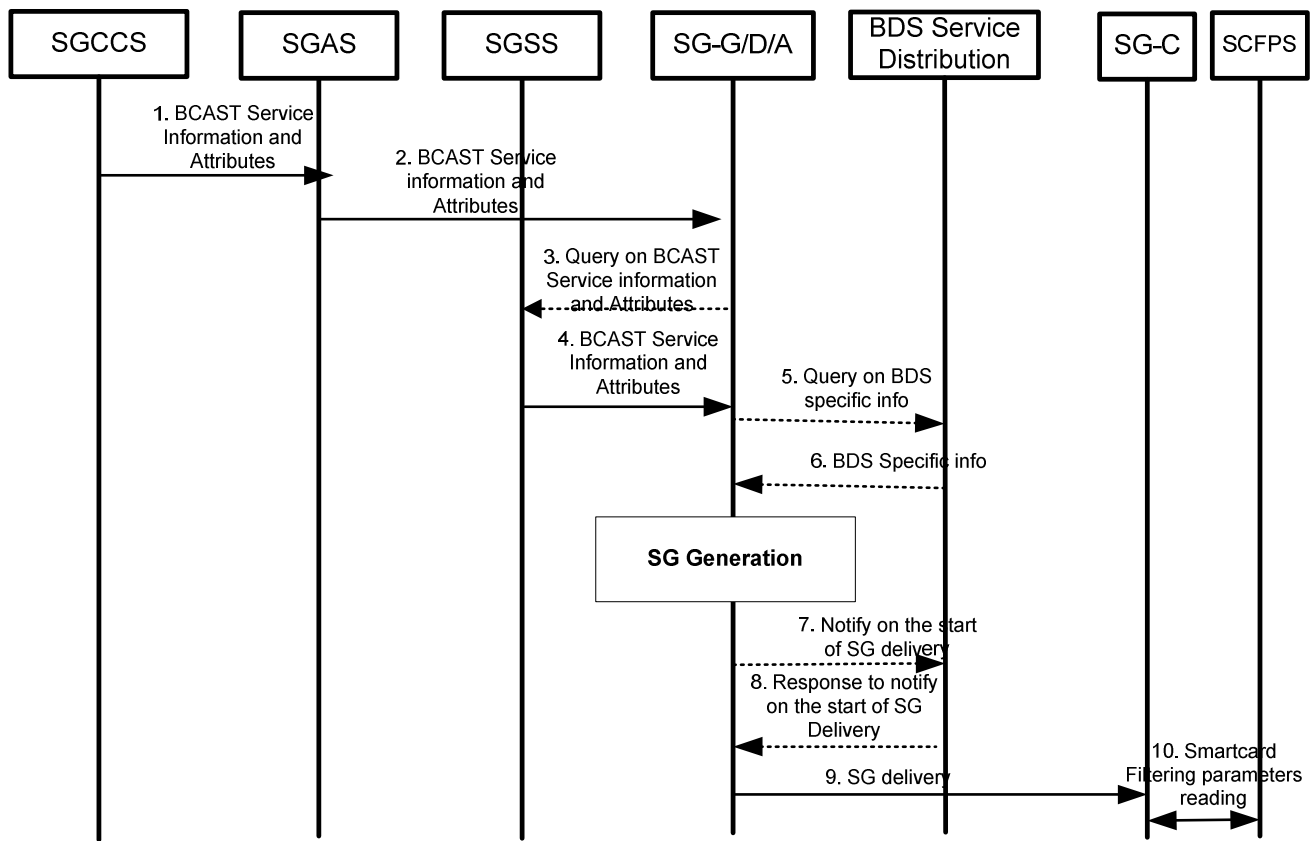 SGCCS
SGAS
SGSS
SG-G/D/A
BDS Service
Distribution
SG-C
SCFPS
1. BCAST Service
Information and
Attributes
2. BCAST Service
information and
Attributes
3. Query on BCAST
Service information
and Attributes
4. BCAST Service
Information and
Attributes
5. Query on BDS
specific info
6. BDS Specific info
SG Generation
7. Notify on the start
of SG delivery
8. Response to notify
on the start of SG
Delivery
9. SG delivery
10. Smartcard
Filtering parameters
reading